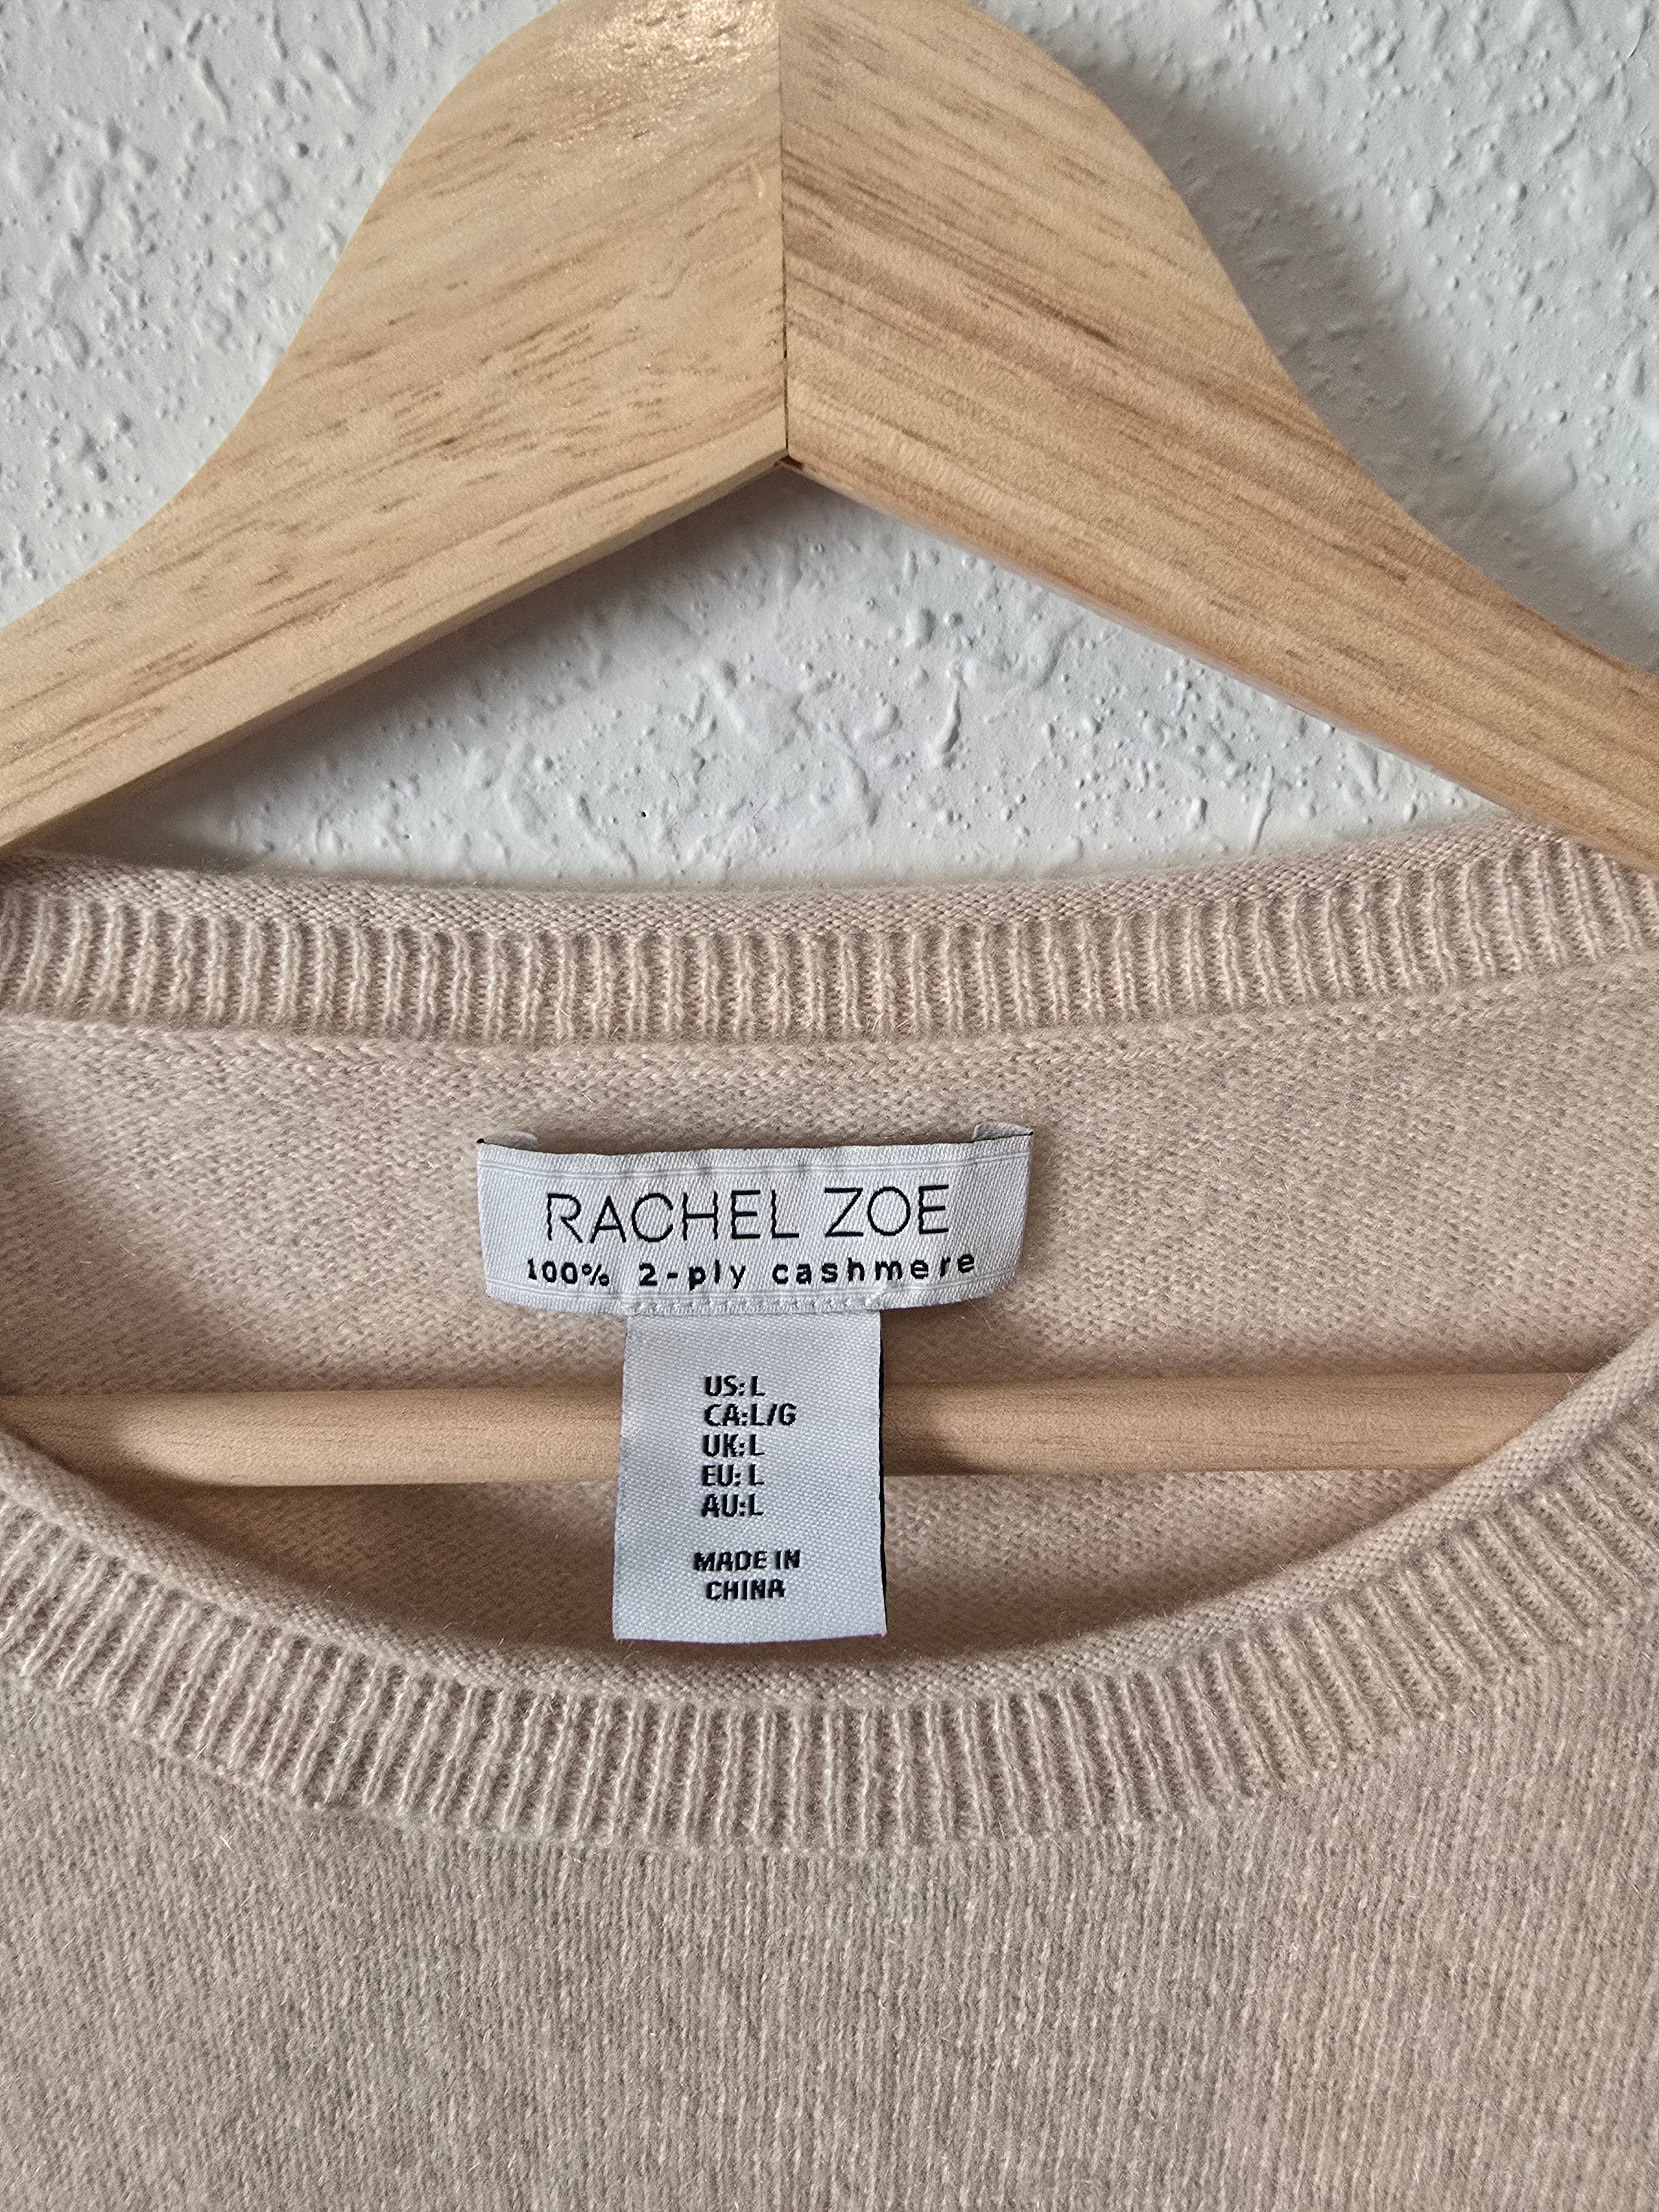 RACHEL ZOE
100% 2-ply cashmere
US: L
CA:L/G
UK: L
EU: L
AU:L
MADE IN
CHINA